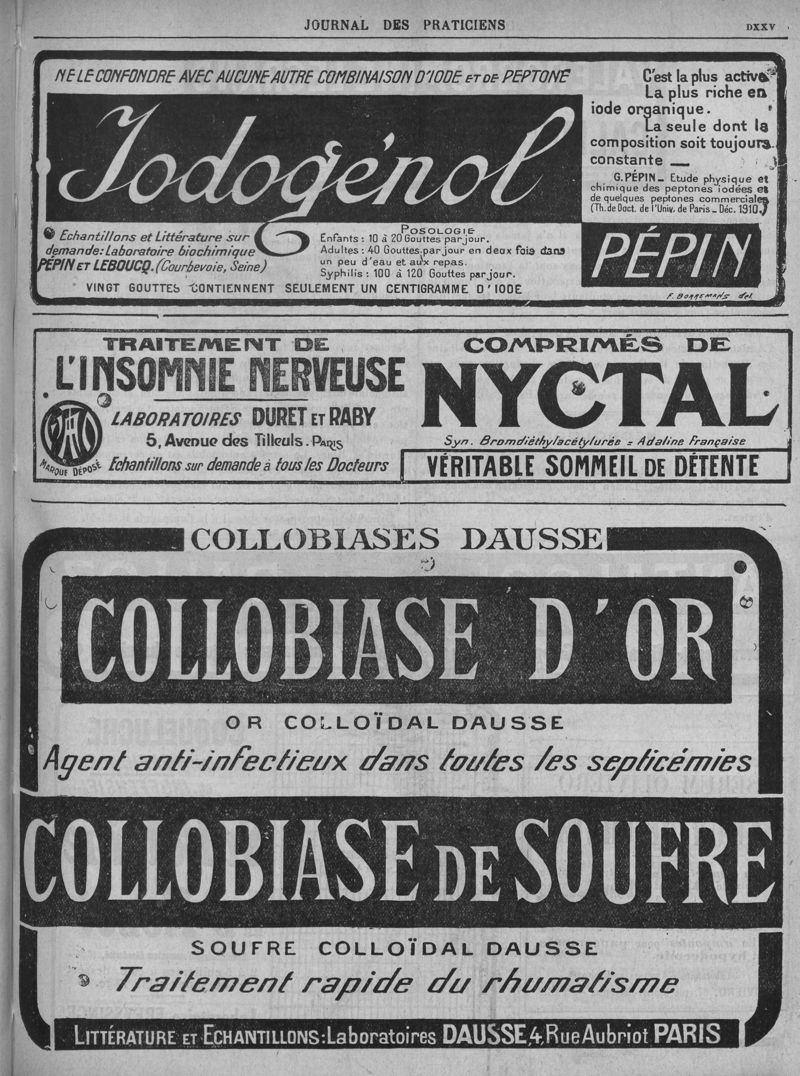 JOURNAL DES PRATICIENS
DXXV
NE LE CONFONDRE AVEC AUCUNE AUTRE COMBINAISON D'IODE ET DE PEPTONE
Iodogénol
C'est la plus active
La plus riche en
iode organique.
La seule dont la
composition soit toujours
constante —
G. PÉPIN _ Etude physique et
chimique des peptones iodées et
de quelques peptones commerciales
(Th. de Doct. de l'Univ. de Paris _ Déc. 1910.)
PÉPIN
Echantillons et Littérature sur
demande: Laboratoire biochimique
PÉPIN ET LEBOUCQ. (Courbevoie, Seine)
POSOLOGIE
Enfants: 10 à 20 Gouttes par jour.
Adultes: 40 Gouttes par jour en deux fois dans
un peu d'eau et aux repas.
Syphilis: 100 à 120 Gouttes par jour.
VINGT GOUTTES CONTIENNENT SEULEMENT UN CENTIGRAMME D'IODE
F. BORREMANS del.
TRAITEMENT DE
L'INSOMNIE NERVEUSE
LABORATOIRES DURET ET RABY
5, Avenue des Tilleuls. PARIS
MARQUE DÉPOSÉ
Echantillons sur demande à tous les Docteurs
COMPRIMÉS DE
NYCTAL
Syn. Bromdiéthylacétylurée = Adaline Française
VÉRITABLE SOMMEIL DE DÉTENTE
COLLOBIASES DAUSSE
COLLOBIASE D'OR
OR COLLOÏDAL DAUSSE
Agent anti-infectieux dans toutes les septicémies
COLLOBIASE DE SOUFRE
SOUFRE COLLOÏDAL DAUSSE
Traitement rapide du rhumatisme
LITTÉRATURE ET ECHANTILLONS: Laboratoires DAUSSE, 4, Rue Aubriot PARIS